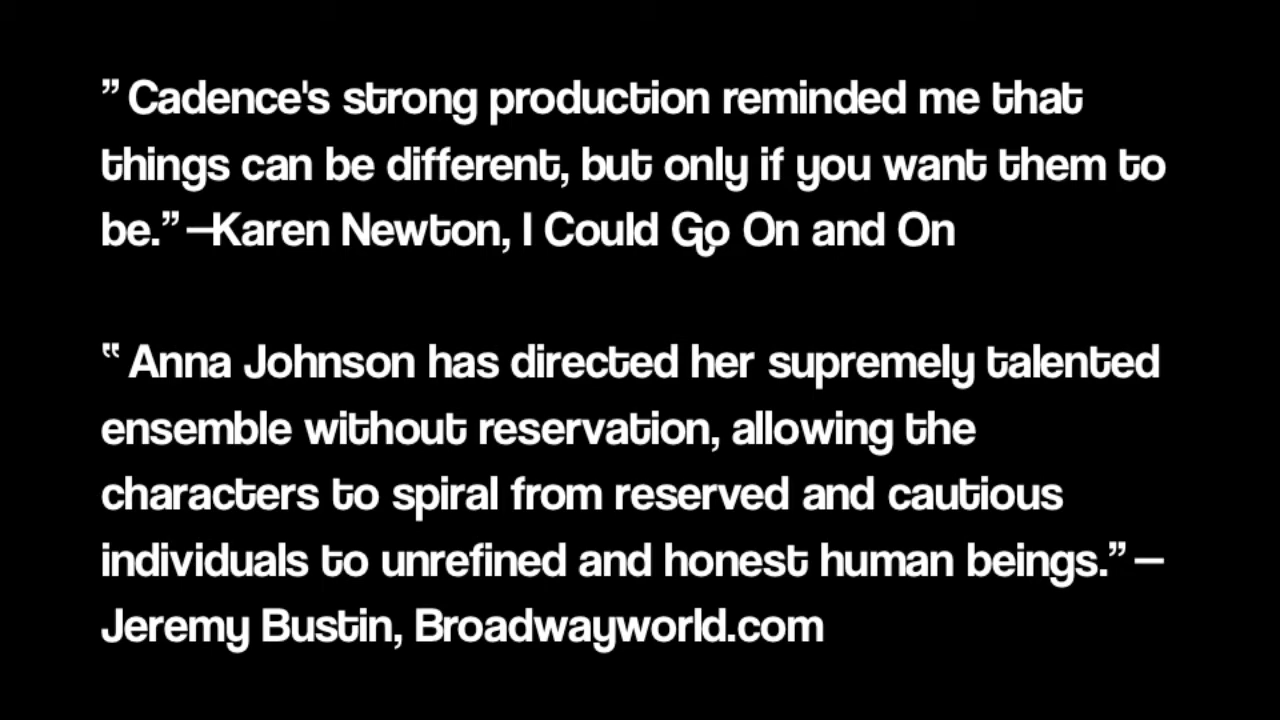 ” Cadence's strong production reminded me that
things can be different, but only if you want them to
be.” —Karen Newton, I Could Go On and On
“ Anna Johnson has directed her supremely talented
ensemble without reservation, allowing the
characters to spiral from reserved and cautious
individuals to unrefined and honest human beings.” —
Jeremy Bustin, Broadwayworld.com